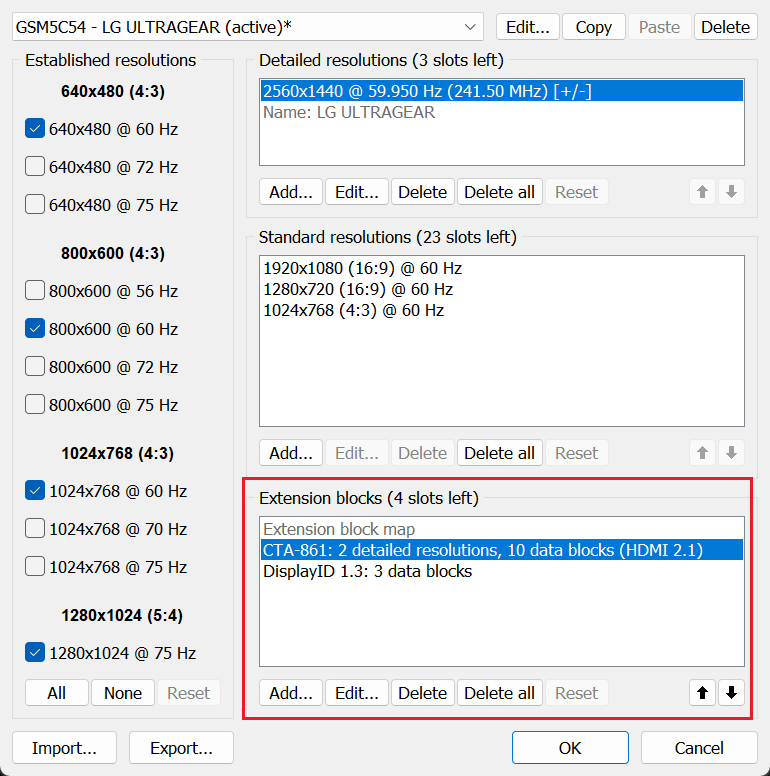 GSM5C54 - LG ULTRAGEAR (active)*
Edit...
Copy
Paste
Delete
Established resolutions
640x480 (4:3)
640x480 @ 60 Hz
640x480 @ 72 Hz
640x480 @ 75 Hz
800x600 (4:3)
800x600 @ 56 Hz
800x600 @ 60 Hz
800x600 @ 72 Hz
800x600 @ 75 Hz
1024x768 (4:3)
1024x768 @ 60 Hz
1024x768 @ 70 Hz
1024x768 @ 75 Hz
1280x1024 (5:4)
1280x1024 @ 75 Hz
All
None
Reset
Detailed resolutions (3 slots left)
2560x1440 @ 59.950 Hz (241.50 MHz) [+/-]
Name: LG ULTRAGEAR
Add...
Edit...
Delete
Delete all
Reset
Standard resolutions (23 slots left)
1920x1080 (16:9) @ 60 Hz
1280x720 (16:9) @ 60 Hz
1024x768 (4:3) @ 60 Hz
Add...
Edit...
Delete
Delete all
Reset
Extension blocks (4 slots left)
Extension block map
CTA-861: 2 detailed resolutions, 10 data blocks (HDMI 2.1)
DisplayID 1.3: 3 data blocks
Add...
Edit...
Delete
Delete all
Reset
Import...
Export...
OK
Cancel